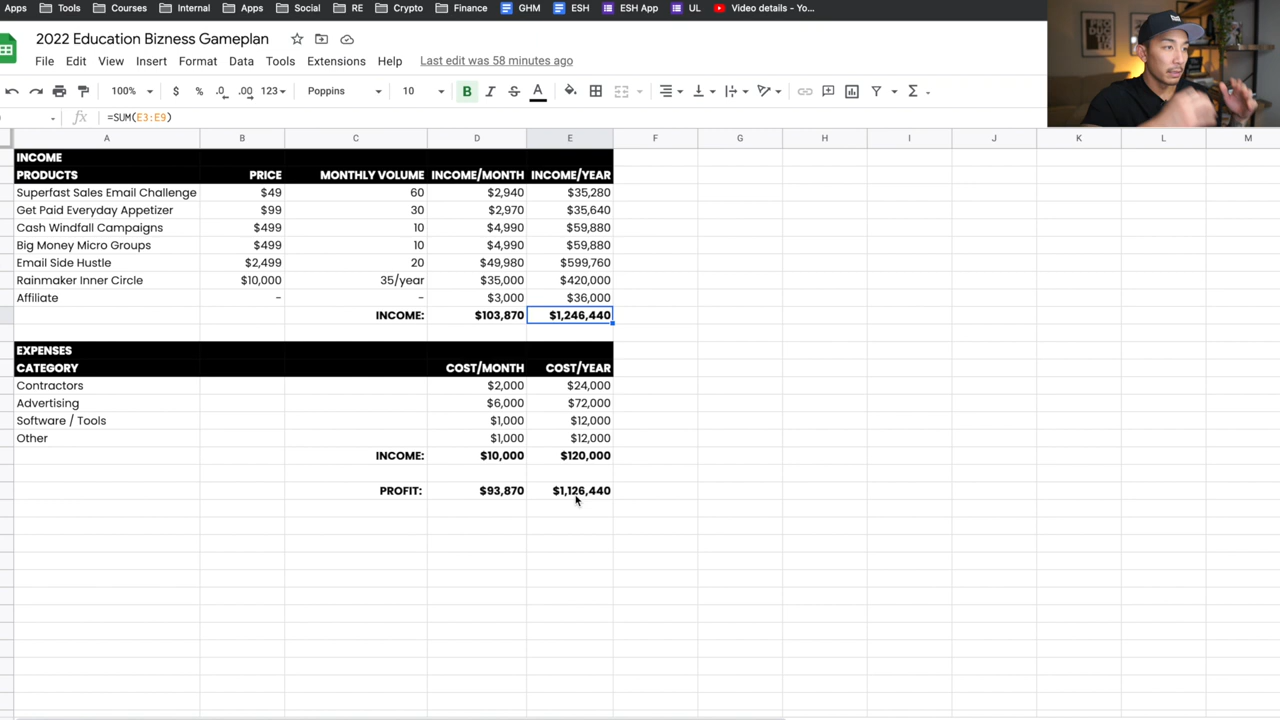 Apps Tools Courses Internal Apps Social RE Crypto Finance GHM ESH ESH App UL Video details - Yo...
2022 Education Bizness Gameplan
File Edit View Insert Format Data Tools Extensions Help Last edit was 58 minutes ago
100% $ % .0 .00 123 Poppins 10 B I S A Σ
fx =SUM(E3:E9)
A B C D E F G H I J K L M
INCOME
PRODUCTS PRICE MONTHLY VOLUME INCOME/MONTH INCOME/YEAR
Superfast Sales Email Challenge $49 60 $2,940 $35,280
Get Paid Everyday Appetizer $99 30 $2,970 $35,640
Cash Windfall Campaigns $499 10 $4,990 $59,880
Big Money Micro Groups $499 10 $4,990 $59,880
Email Side Hustle $2,499 20 $49,980 $599,760
Rainmaker Inner Circle $10,000 35/year $35,000 $420,000
Affiliate - - $3,000 $36,000
INCOME: $103,870 $1,246,440
EXPENSES
CATEGORY COST/MONTH COST/YEAR
Contractors $2,000 $24,000
Advertising $6,000 $72,000
Software / Tools $1,000 $12,000
Other $1,000 $12,000
INCOME: $10,000 $120,000
PROFIT: $93,870 $1,126,440